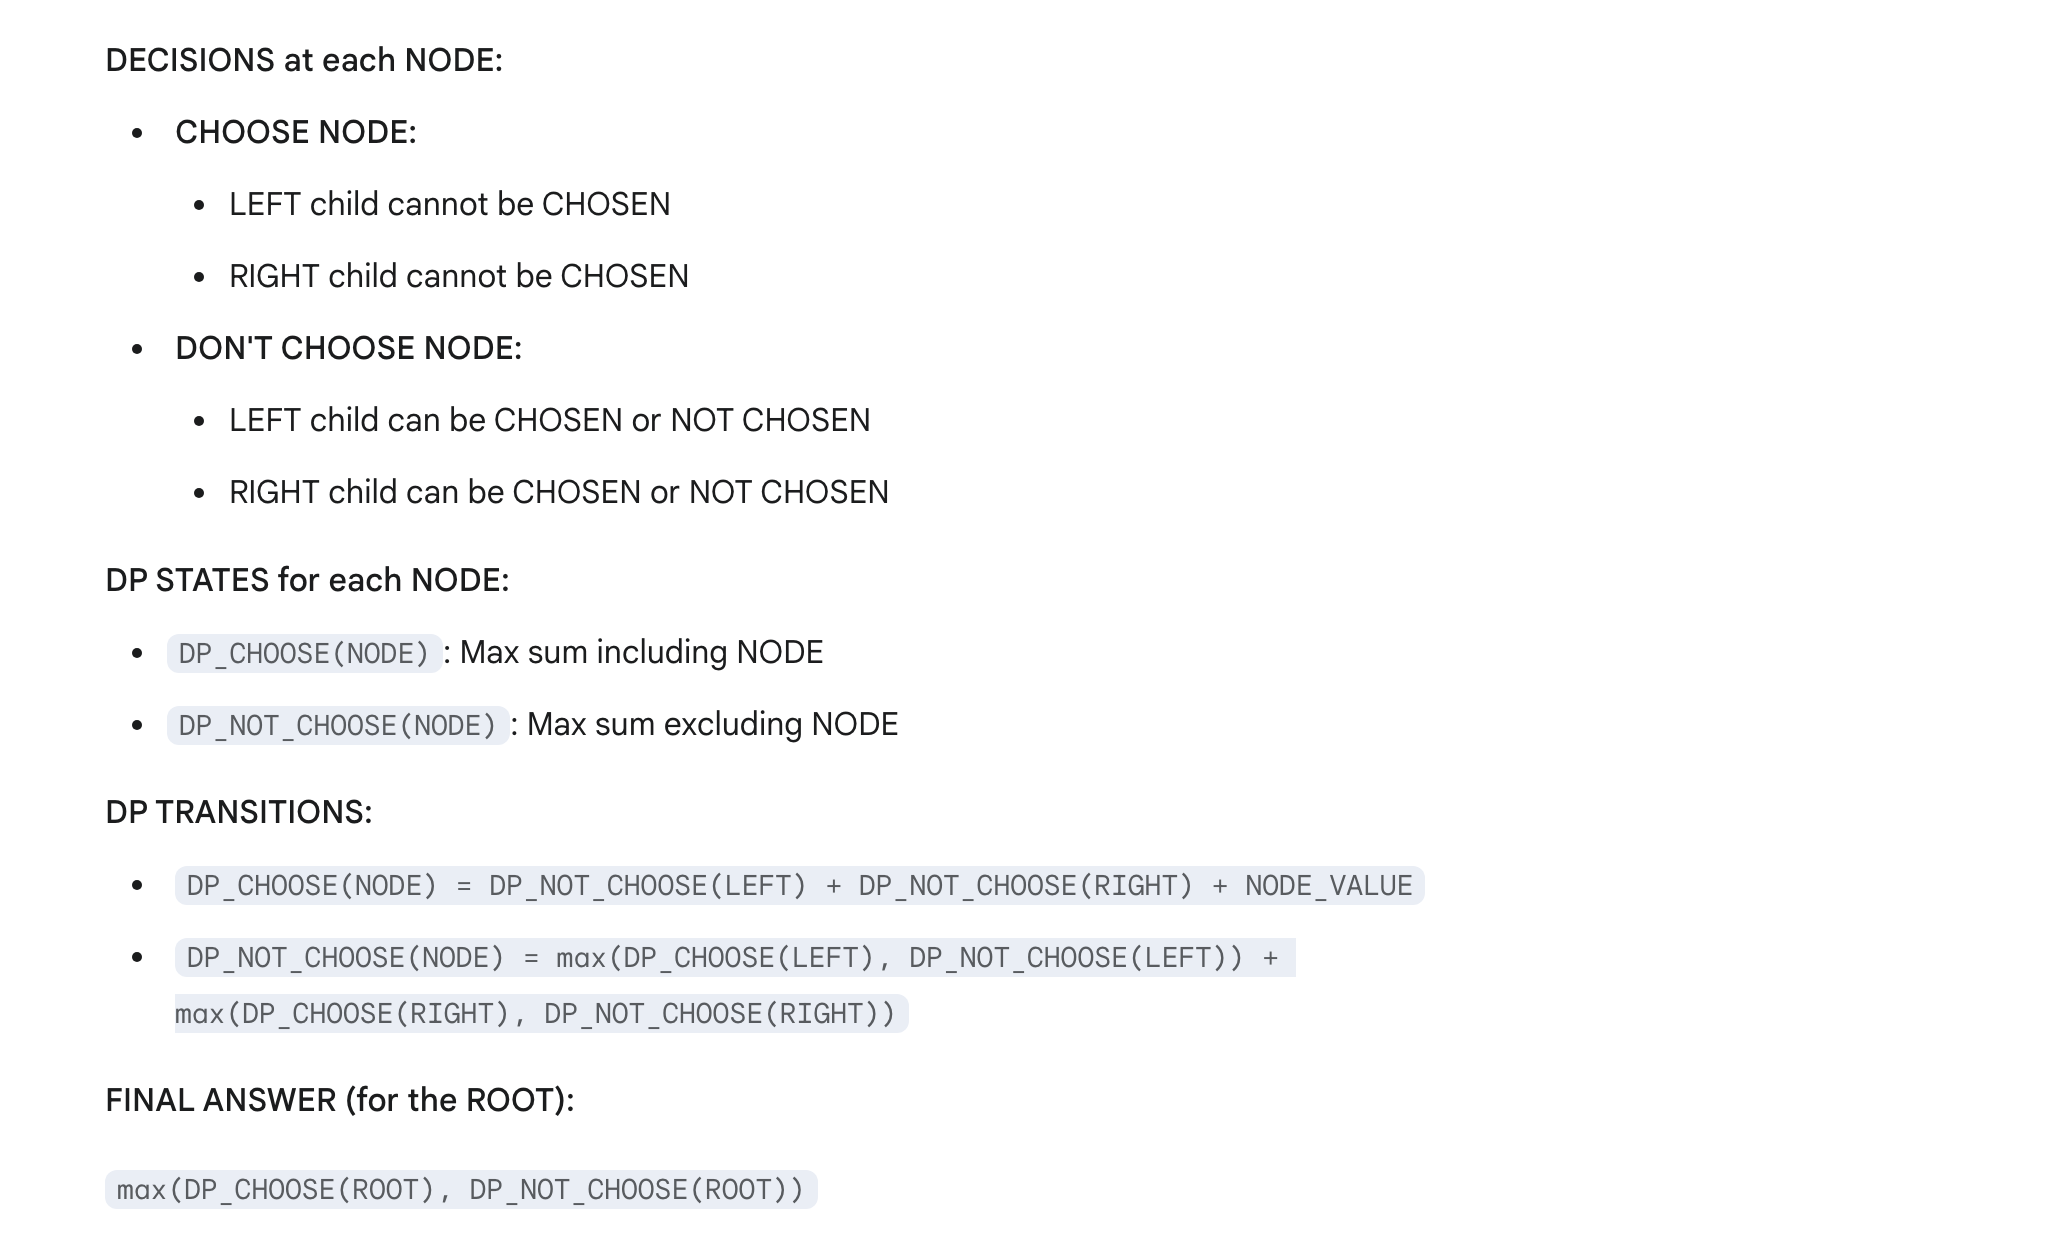 DECISIONS at each NODE:
• CHOOSE NODE:
• LEFT child cannot be CHOSEN
• RIGHT child cannot be CHOSEN
• DON'T CHOOSE NODE:
• LEFT child can be CHOSEN or NOT CHOSEN
• RIGHT child can be CHOSEN or NOT CHOSEN
DP STATES for each NODE:
• DP_CHOOSE(NODE): Max sum including NODE
• DP_NOT_CHOOSE(NODE): Max sum excluding NODE
DP TRANSITIONS:
• DP_CHOOSE(NODE) = DP_NOT_CHOOSE(LEFT) + DP_NOT_CHOOSE(RIGHT) + NODE_VALUE
• DP_NOT_CHOOSE(NODE) = max(DP_CHOOSE(LEFT), DP_NOT_CHOOSE(LEFT)) +
max(DP_CHOOSE(RIGHT), DP_NOT_CHOOSE(RIGHT))
FINAL ANSWER (for the ROOT):
max(DP_CHOOSE(ROOT), DP_NOT_CHOOSE(ROOT))